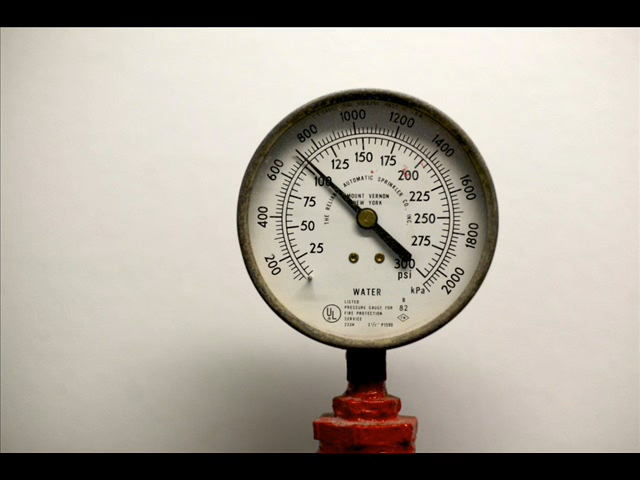 200
400
600
800
1000
1200
1400
1600
1800
2000
kPa
25
50
75
100
125
150
175
200
225
250
275
300
psi
AUTOMATIC SPRINKLER CO. INC.
MOUNT VERNON
NEW YORK
WATER
UL
LISTED
PRESSURE GAUGE FOR
FIRE PROTECTION
SERVICE
82